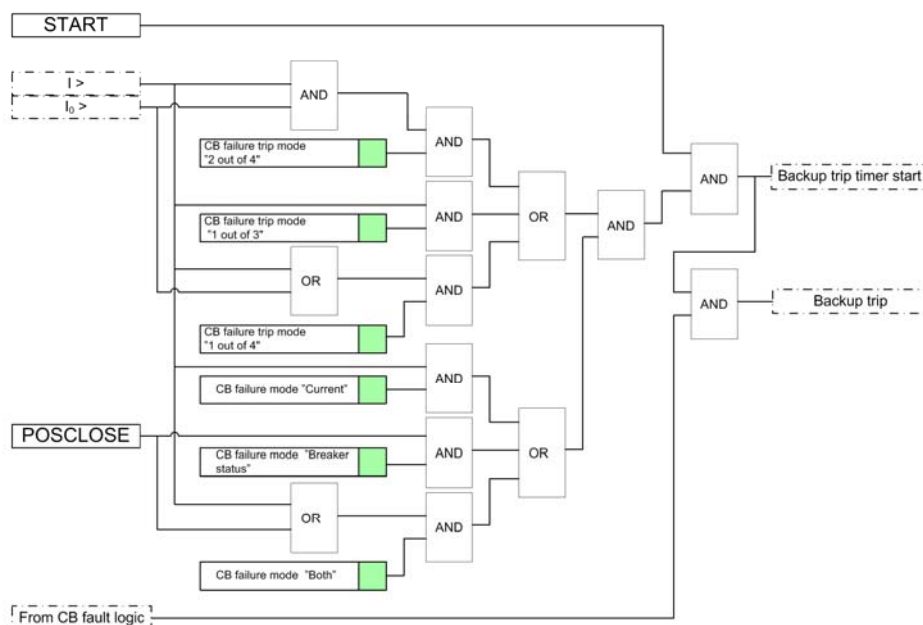 START
I >
I₀ >
AND
CB failure trip mode
"2 out of 4"
AND
CB failure trip mode
"1 out of 3"
AND
OR
AND
AND
Backup trip timer start
OR
AND
CB failure trip mode
"1 out of 4"
AND
Backup trip
CB failure mode "Current"
AND
POSCLOSE
CB failure mode "Breaker
status"
AND
OR
OR
AND
CB failure mode "Both"
From CB fault logic